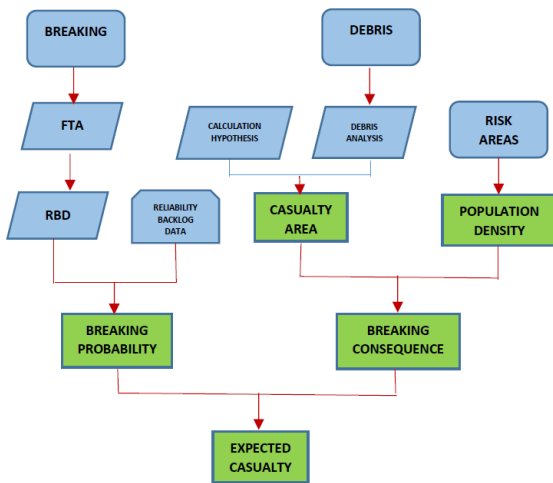 BREAKING
DEBRIS
FTA
CALCULATION
HYPOTHESIS
DEBRIS
ANALYSIS
RISK
AREAS
RBD
RELIABILITY
BACKLOG
DATA
CASUALTY
AREA
POPULATION
DENSITY
BREAKING
PROBABILITY
BREAKING
CONSEQUENCE
EXPECTED
CASUALTY